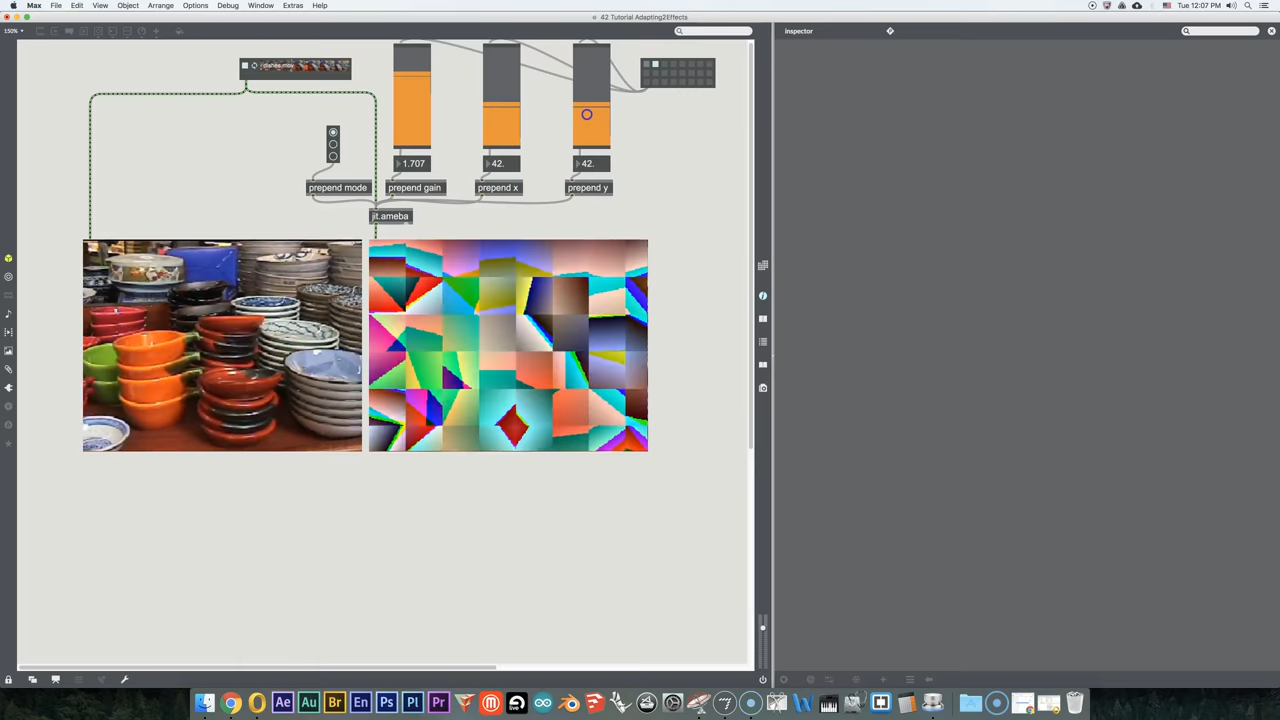 Max File Edit View Object Arrange Options Debug Window Extras Help
Tue 12:07 PM
42 Tutorial Adapting2Effects
150%
inspector
dishes.mov
1.707
42.
42.
prepend mode
prepend gain
prepend x
prepend y
jit.ameba
Ae Au Br En Ps Pl Pr